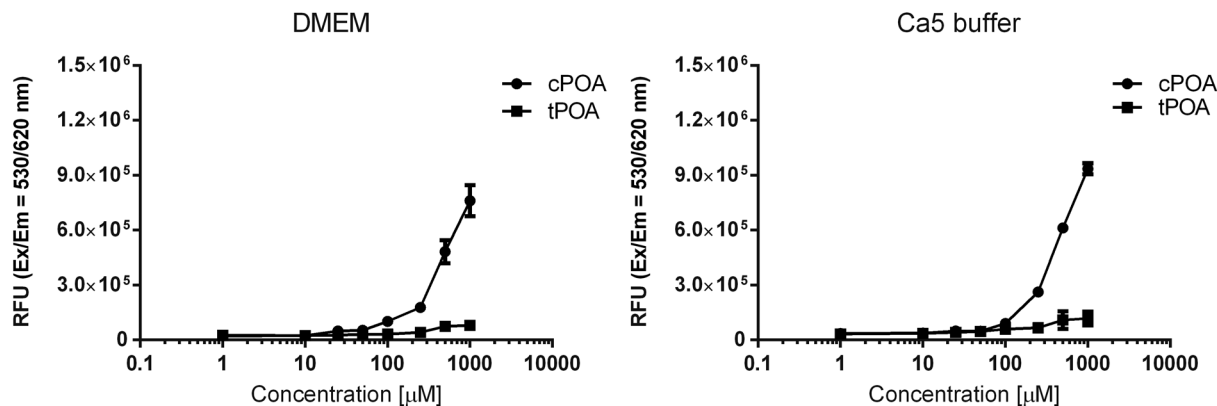 DMEM
1.5×10⁶
1.2×10⁶
9.0×10⁵
6.0×10⁵
3.0×10⁵
0
RFU (Ex/Em = 530/620 nm)
cPOA
tPOA
0.1 1 10 100 1000 10000
Concentration [μM]
Ca5 buffer
1.5×10⁶
1.2×10⁶
9.0×10⁵
6.0×10⁵
3.0×10⁵
0
RFU (Ex/Em = 530/620 nm)
cPOA
tPOA
0.1 1 10 100 1000 10000
Concentration [μM]